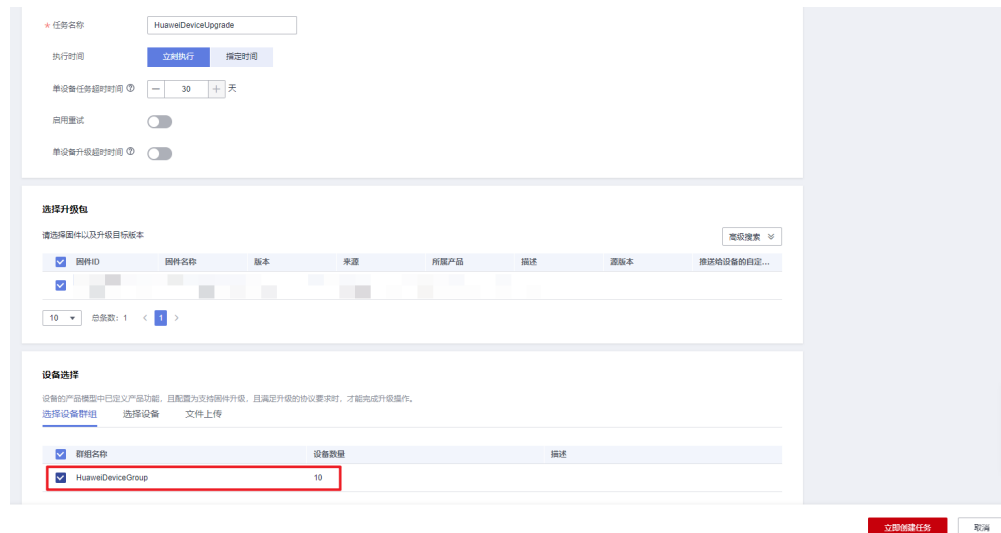 * 任务名称 HuaweiDeviceUpgrade
执行时间 立刻执行 指定时间
单设备任务超时时间 ? − 30 + 天
启用重试
单设备升级超时时间 ?
选择升级包
请选择固件以及升级目标版本
高级搜索
固件ID 固件名称 版本 来源 所属产品 描述 源版本 推送给设备的自定...
10 总条数: 1 < 1 >
设备选择
设备的产品模型中已定义产品功能，且配置为支持固件升级，且满足升级的协议要求时，才能完成升级操作。
选择设备群组 选择设备 文件上传
群组名称 设备数量 描述
HuaweiDeviceGroup 10
立即创建任务 取消